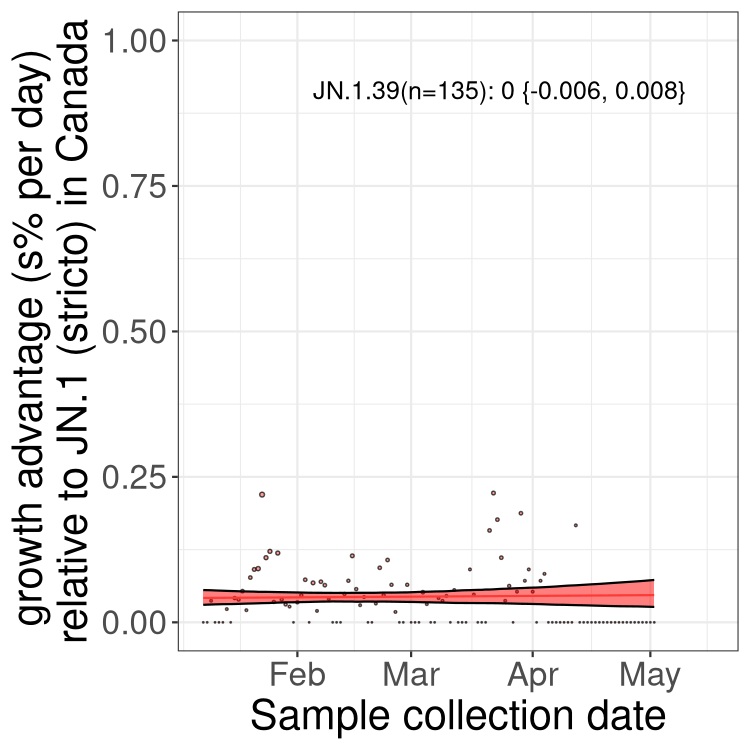 growth advantage (s% per day)
relative to JN.1 (stricto) in Canada
1.00
0.75
0.50
0.25
0.00
JN.1.39(n=135): 0 {-0.006, 0.008}
Feb
Mar
Apr
May
Sample collection date